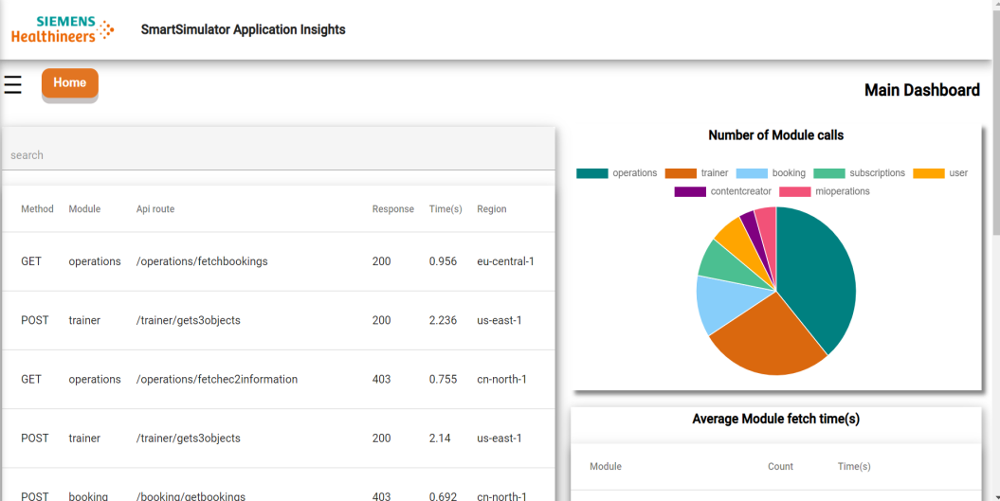 SIEMENS
Healthineers
SmartSimulator Application Insights
Home
Main Dashboard
search
Method Module Api route Response Time(s) Region
GET operations /operations/fetchbookings 200 0.956 eu-central-1
POST trainer /trainer/gets3objects 200 2.236 us-east-1
GET operations /operations/fetchec2information 403 0.755 cn-north-1
POST trainer /trainer/gets3objects 200 2.14 us-east-1
POST booking /booking/getbookings 403 0.692 cn-north-1
Number of Module calls
operations trainer booking subscriptions user
contentcreator mioperations
Average Module fetch time(s)
Module Count Time(s)